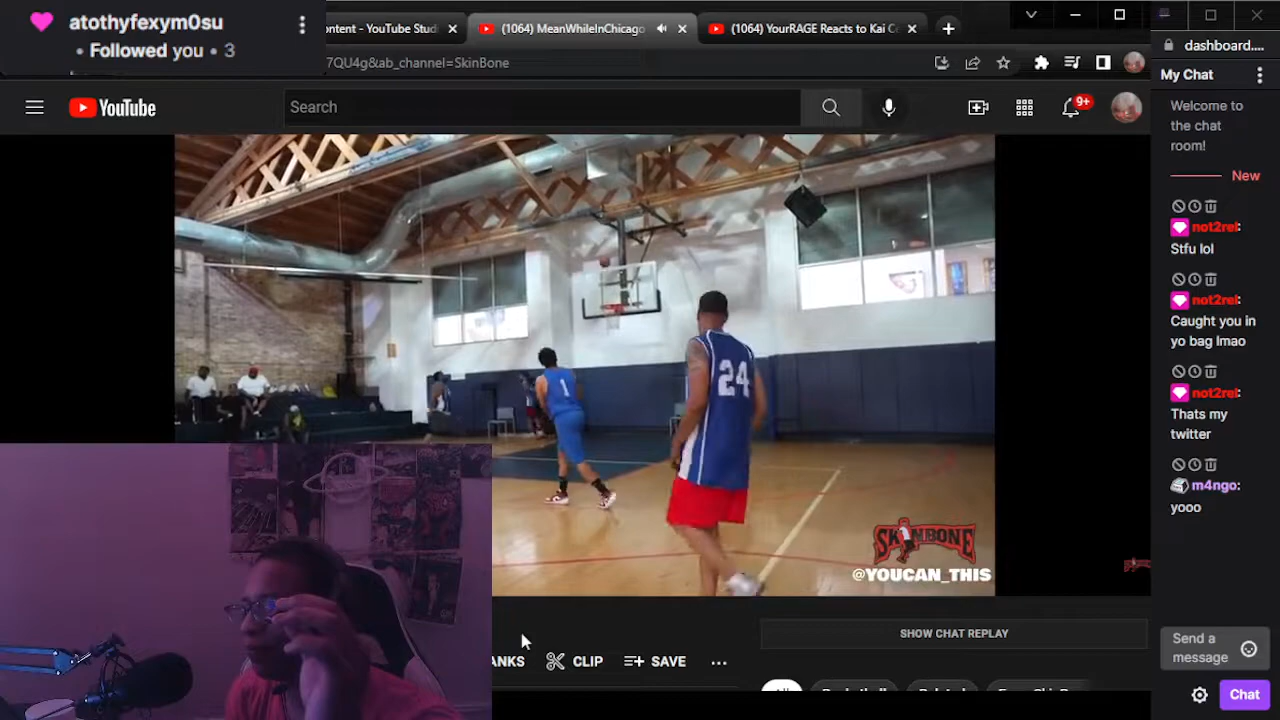 atothyfexym0su
• Followed you • 3
ontent - YouTube Studi
(1064) MeanWhileInChicago
(1064) YourRAGE Reacts to Kai Ce
7QU4g&ab_channel=SkinBone
dashboard....
YouTube
Search
9+
My Chat
Welcome to
the chat
room!
New
not2rel:
Stfu lol
not2rel:
Caught you in
yo bag lmao
not2rel:
Thats my
twitter
m4ngo:
yooo
1
24
SKINBONE
@YOUCAN_THIS
SHOW CHAT REPLAY
ANKS
CLIP
SAVE
Send a
message
Chat